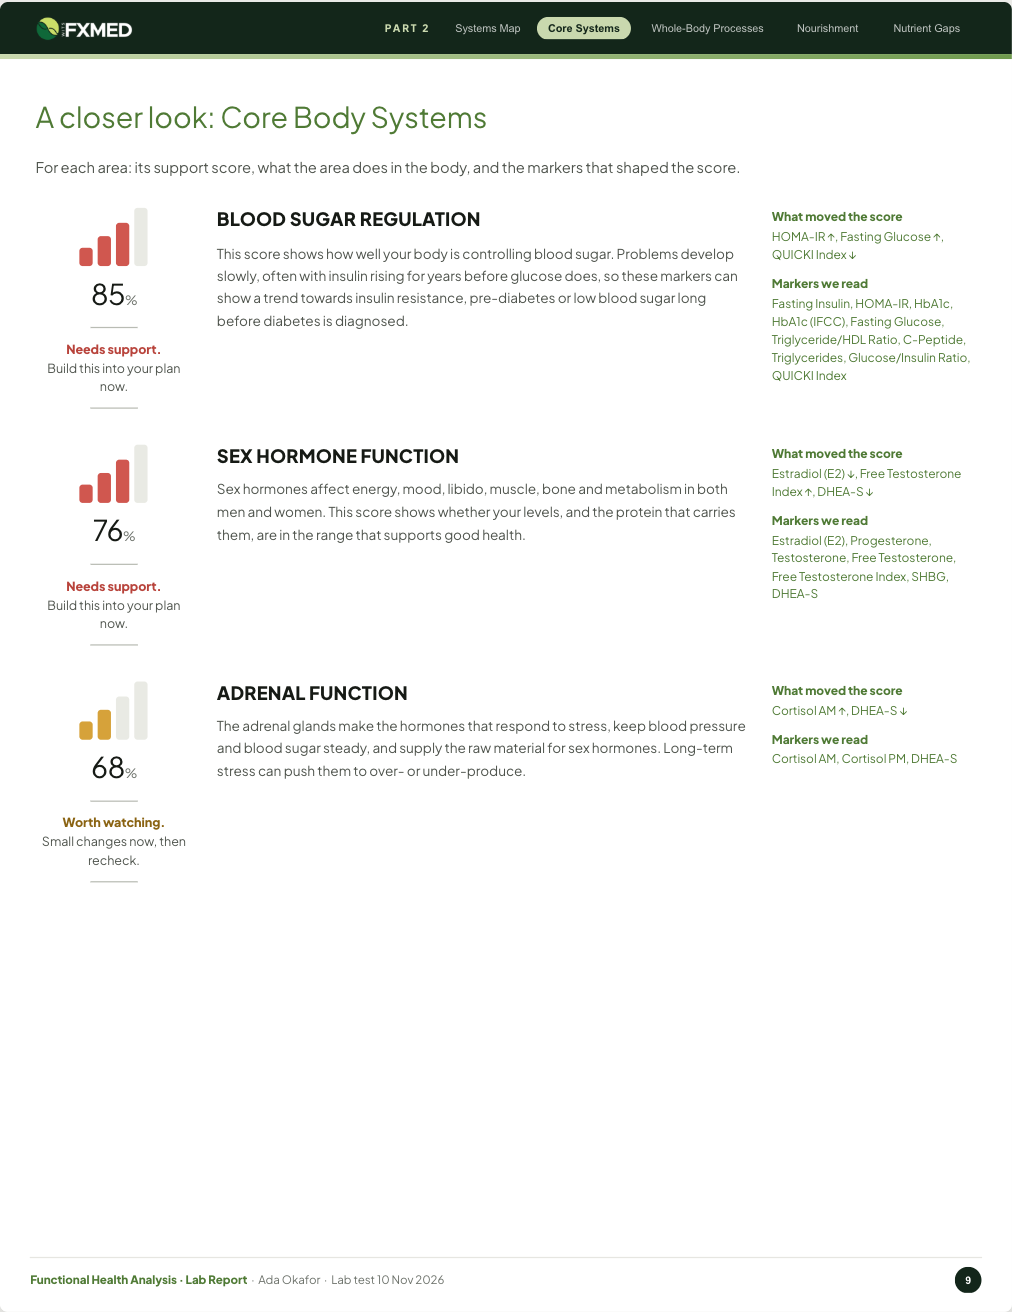 FXMED
PART 2
Systems Map
Core Systems
Whole-Body Processes
Nourishment
Nutrient Gaps
A closer look: Core Body Systems
For each area: its support score, what the area does in the body, and the markers that shaped the score.
85%
Needs support.
Build this into your plan
now.
BLOOD SUGAR REGULATION
This score shows how well your body is controlling blood sugar. Problems develop
slowly, often with insulin rising for years before glucose does, so these markers can
show a trend towards insulin resistance, pre-diabetes or low blood sugar long
before diabetes is diagnosed.
What moved the score
HOMA-IR ↑, Fasting Glucose ↑,
QUICKI Index ↓
Markers we read
Fasting Insulin, HOMA-IR, HbA1c,
HbA1c (IFCC), Fasting Glucose,
Triglyceride/HDL Ratio, C-Peptide,
Triglycerides, Glucose/Insulin Ratio,
QUICKI Index
76%
Needs support.
Build this into your plan
now.
SEX HORMONE FUNCTION
Sex hormones affect energy, mood, libido, muscle, bone and metabolism in both
men and women. This score shows whether your levels, and the protein that carries
them, are in the range that supports good health.
What moved the score
Estradiol (E2) ↓, Free Testosterone
Index ↑, DHEA-S ↓
Markers we read
Estradiol (E2), Progesterone,
Testosterone, Free Testosterone,
Free Testosterone Index, SHBG,
DHEA-S
68%
Worth watching.
Small changes now, then
recheck.
ADRENAL FUNCTION
The adrenal glands make the hormones that respond to stress, keep blood pressure
and blood sugar steady, and supply the raw material for sex hormones. Long-term
stress can push them to over- or under-produce.
What moved the score
Cortisol AM ↑, DHEA-S ↓
Markers we read
Cortisol AM, Cortisol PM, DHEA-S
Functional Health Analysis · Lab Report · Ada Okafor · Lab test 10 Nov 2026
9